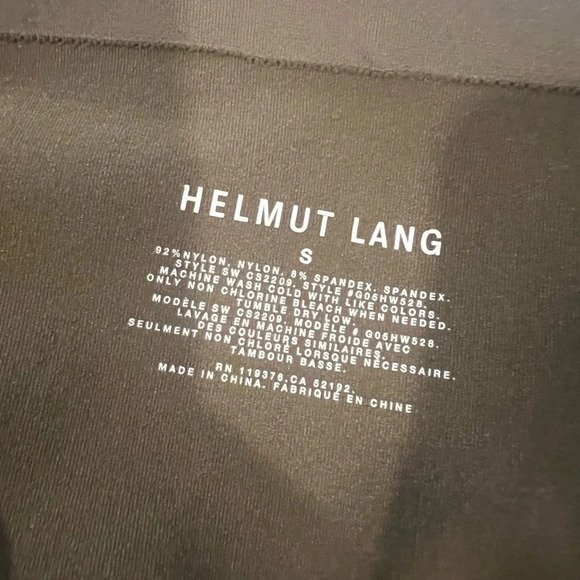 HELMUT LANG
S
92%NYLON, NYLON, 8% SPANDEX, SPANDEX.
STYLE SW CS2209, STYLE #G05HW528.
MACHINE WASH COLD WITH LIKE COLORS.
ONLY NON CHLORINE BLEACH WHEN NEEDED.
TUMBLE DRY LOW.
MODÈLE SW CS2209. MODÈLE # G05HW528.
LAVAGE EN MACHINE FROIDE AVEC
DES COULEURS SIMILAIRES.
SEULMENT NON CHLORÉ LORSQUE NÉCESSAIRE.
TAMBOUR BASSE.
RN 119376.CA 52192.
MADE IN CHINA. FABRIQUÉ EN CHINE